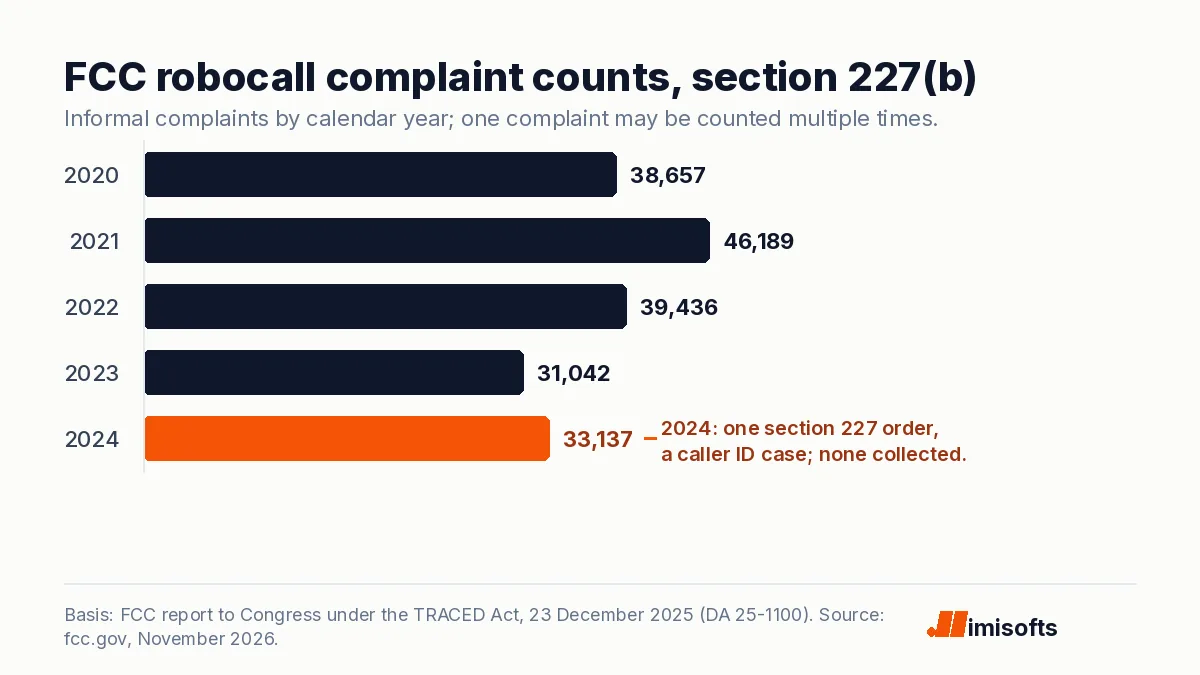 FCC robocall complaint counts, section 227(b)
Informal complaints by calendar year; one complaint may be counted multiple times.
2020 38,657
2021 46,189
2022 39,436
2023 31,042
2024 33,137
2024: one section 227 order,
a caller ID case; none collected.
Basis: FCC report to Congress under the TRACED Act, 23 December 2025 (DA 25-1100). Source:
fcc.gov, November 2026.
imisofts